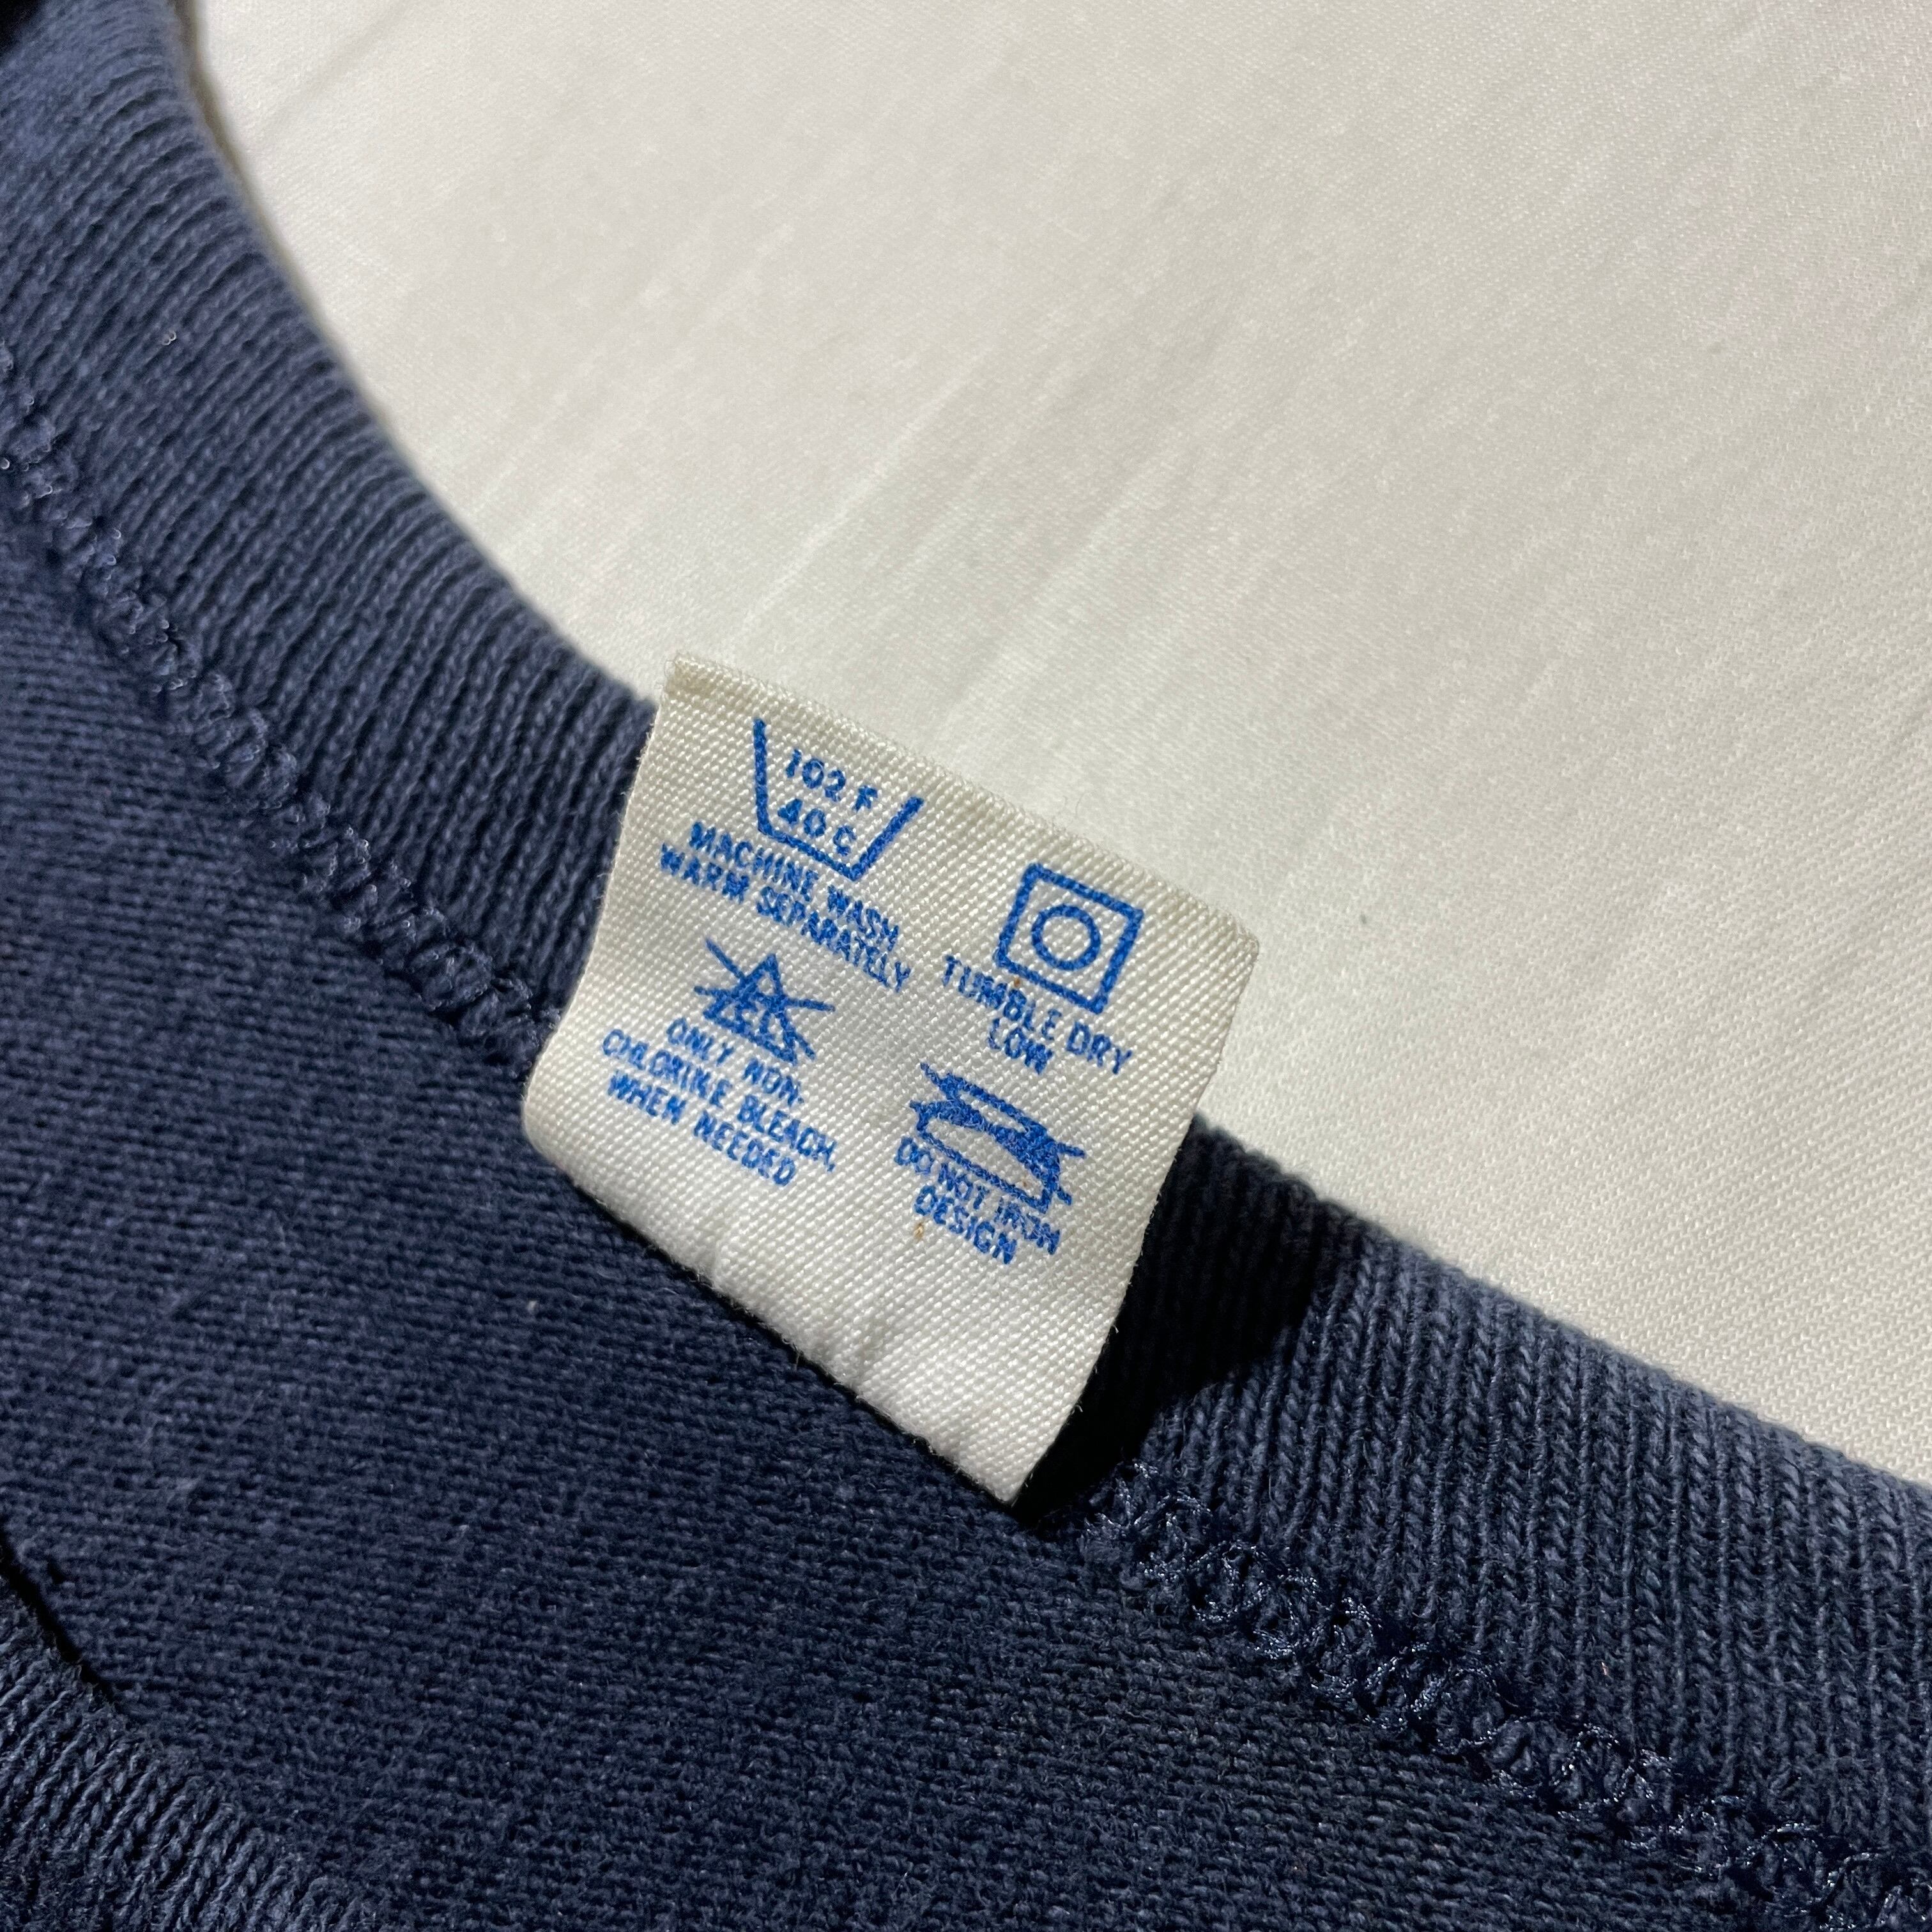 102 F
40 C
MACHINE WASH
WARM SEPARATELY
TUMBLE DRY
LOW
ONLY NON-
CHLORINE BLEACH,
WHEN NEEDED
DO NOT IRON
DESIGN